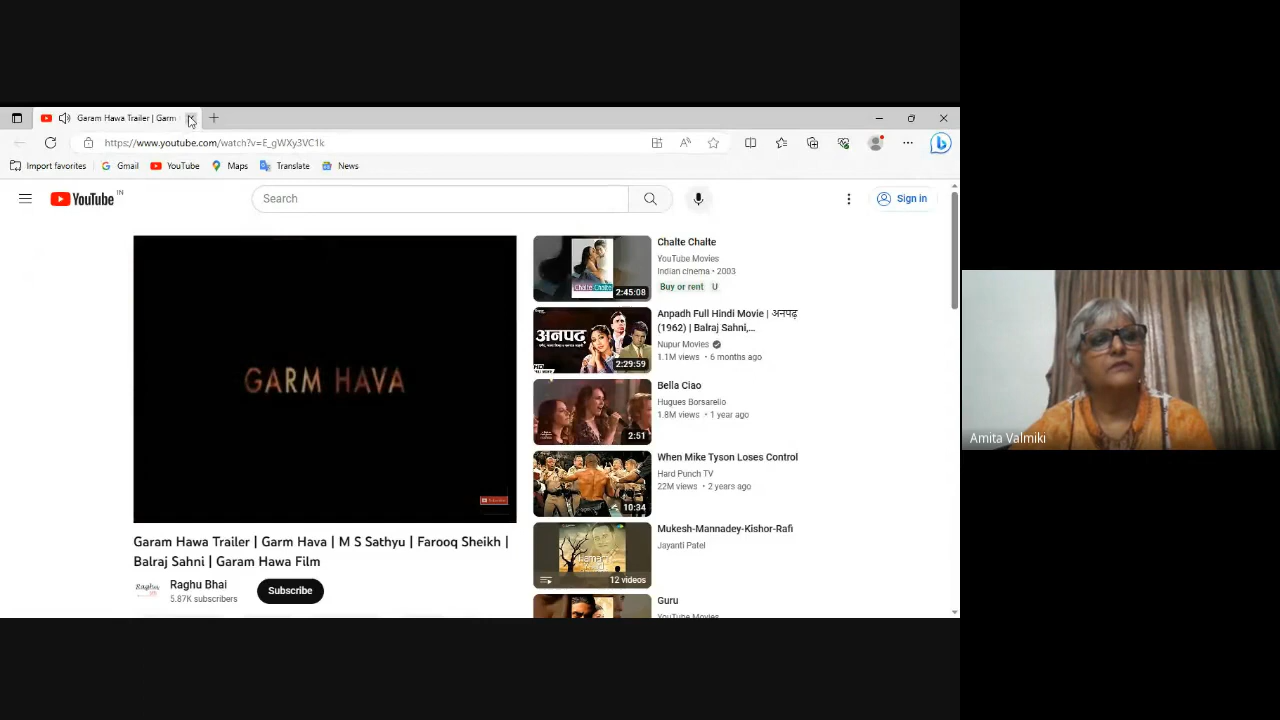 Garam Hawa Trailer | Garm
https://www.youtube.com/watch?v=E_gWXy3VC1k
Import favorites
Gmail
YouTube
Maps
Translate
News
YouTube IN
Search
Sign in
GARM HAVA
Garam Hawa Trailer | Garm Hava | M S Sathyu | Farooq Sheikh |
Balraj Sahni | Garam Hawa Film
Raghu Bhai
5.87K subscribers
Subscribe
2:45:08
Chalte Chalte
YouTube Movies
Indian cinema • 2003
Buy or rent U
अनपढ़
2:29:59
Anpadh Full Hindi Movie | अनपढ़
(1962) | Balraj Sahni,...
Nupur Movies
1.1M views • 6 months ago
2:51
Bella Ciao
Hugues Borsarello
1.8M views • 1 year ago
10:34
When Mike Tyson Loses Control
Hard Punch TV
22M views • 2 years ago
12 videos
Mukesh-Mannadey-Kishor-Rafi
Jayanti Patel
Guru
YouTube Movies
Amita Valmiki